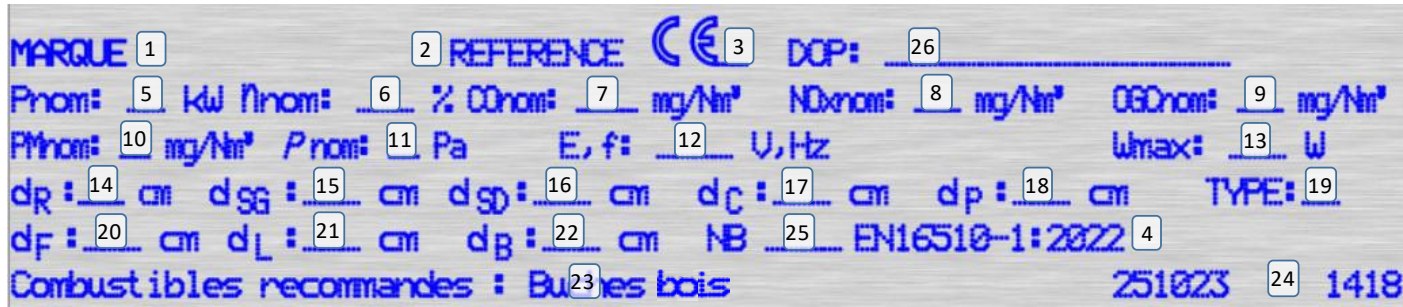 MARQUE 1 2 REFERENCE CE 3 DOP: 26
Pnom: 5 kW ηnom: 6 % COnom: 7 mg/Nm³ NOxnom: 8 mg/Nm³ OGCnom: 9 mg/Nm³
PMnom: 10 mg/Nm³ Pnom: 11 Pa E,f: 12 V,Hz Wmax: 13 W
dR: 14 cm dSG: 15 cm dSD: 16 cm dC: 17 cm dP: 18 cm TYPE: 19
dF: 20 cm dL: 21 cm dB: 22 cm NB 25 EN16510-1:2022 4
Combustibles recommandes : 23 bois 251023 24 1418